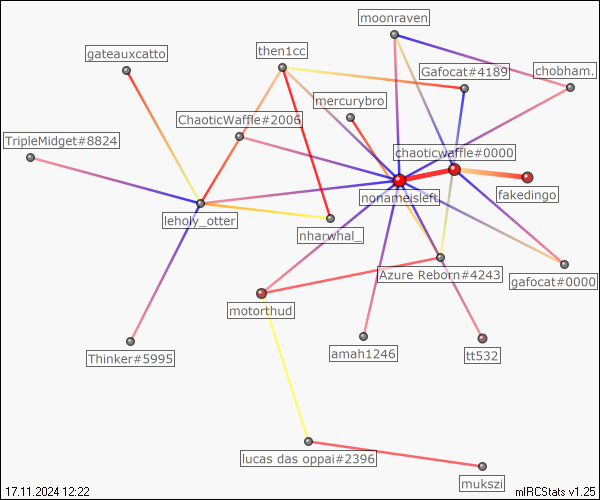 moonraven
gateauxcatto
then1cc
Gafocat#4189
chobham.
mercurybro
ChaoticWaffle#2006
TripleMidget#8824
chaoticwaffle#0000
fakedingo
nonameisleft
leholy_otter
nharwhal_
Azure Reborn#4243
gafocat#0000
motorthud
Thinker#5995
amah1246
tt532
lucas das oppai#2396
mukszi
17.11.2024 12:22
mIRCStats v1.25